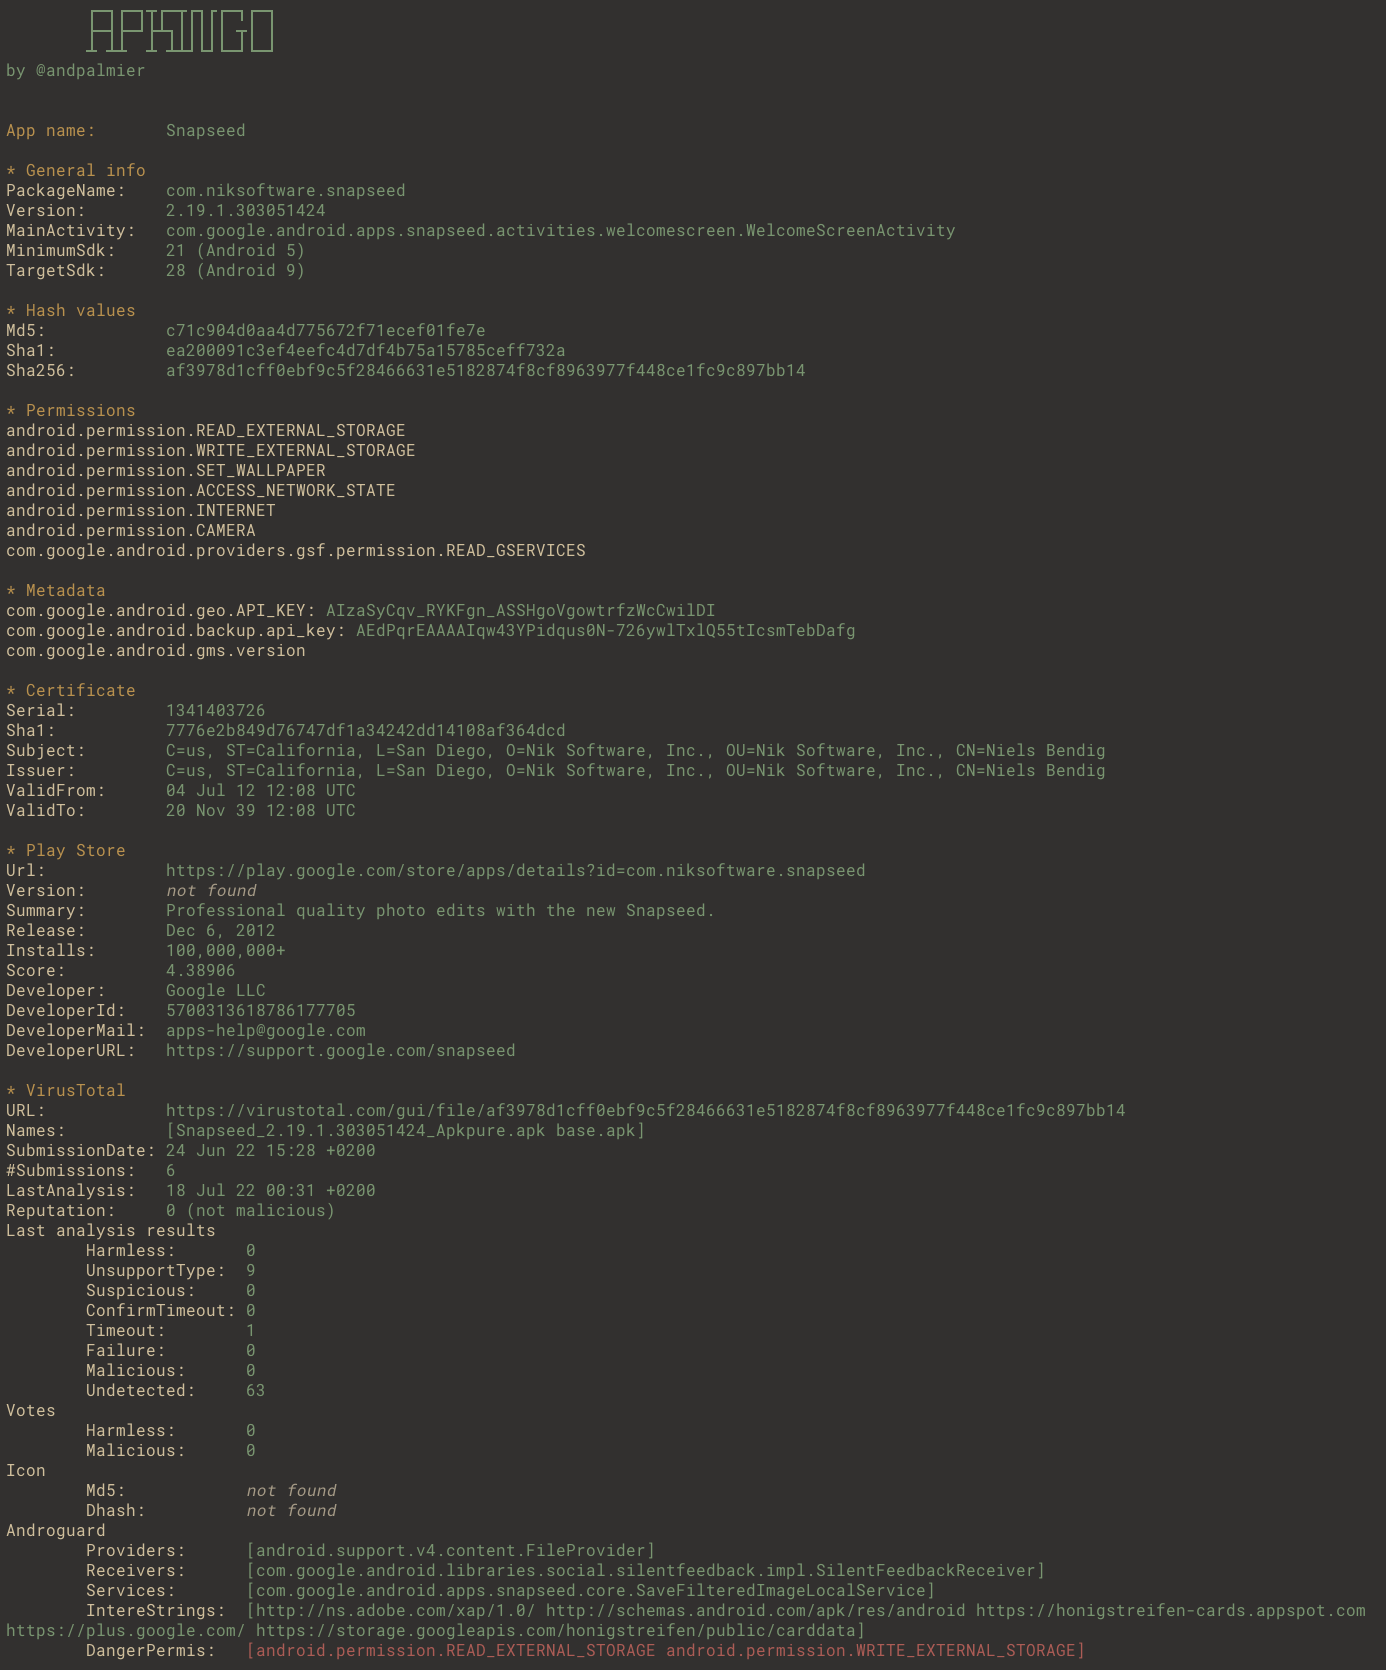 APKINGO
by @andpalmier
App name: Snapseed
* General info
PackageName: com.niksoftware.snapseed
Version: 2.19.1.303051424
MainActivity: com.google.android.apps.snapseed.activities.welcomescreen.WelcomeScreenActivity
MinimumSdk: 21 (Android 5)
TargetSdk: 28 (Android 9)
* Hash values
Md5: c71c904d0aa4d775672f71ecef01fe7e
Sha1: ea200091c3ef4eefc4d7df4b75a15785ceff732a
Sha256: af3978d1cff0ebf9c5f28466631e5182874f8cf8963977f448ce1fc9c897bb14
* Permissions
android.permission.READ_EXTERNAL_STORAGE
android.permission.WRITE_EXTERNAL_STORAGE
android.permission.SET_WALLPAPER
android.permission.ACCESS_NETWORK_STATE
android.permission.INTERNET
android.permission.CAMERA
com.google.android.providers.gsf.permission.READ_GSERVICES
* Metadata
com.google.android.geo.API_KEY: AIzaSyCqv_RYKFgn_ASSHgoVgowtrfzWcCwilDI
com.google.android.backup.api_key: AEdPqrEAAAAIqw43YPidqus0N-726ywlTxlQ55tIcsmTebDafg
com.google.android.gms.version
* Certificate
Serial: 1341403726
Sha1: 7776e2b849d76747df1a34242dd14108af364dcd
Subject: C=us, ST=California, L=San Diego, O=Nik Software, Inc., OU=Nik Software, Inc., CN=Niels Bendig
Issuer: C=us, ST=California, L=San Diego, O=Nik Software, Inc., OU=Nik Software, Inc., CN=Niels Bendig
ValidFrom: 04 Jul 12 12:08 UTC
ValidTo: 20 Nov 39 12:08 UTC
* Play Store
Url: https://play.google.com/store/apps/details?id=com.niksoftware.snapseed
Version: not found
Summary: Professional quality photo edits with the new Snapseed.
Release: Dec 6, 2012
Installs: 100,000,000+
Score: 4.38906
Developer: Google LLC
DeveloperId: 5700313618786177705
DeveloperMail: apps-help@google.com
DeveloperURL: https://support.google.com/snapseed
* VirusTotal
URL: https://virustotal.com/gui/file/af3978d1cff0ebf9c5f28466631e5182874f8cf8963977f448ce1fc9c897bb14
Names: [Snapseed_2.19.1.303051424_Apkpure.apk base.apk]
SubmissionDate: 24 Jun 22 15:28 +0200
#Submissions: 6
LastAnalysis: 18 Jul 22 00:31 +0200
Reputation: 0 (not malicious)
Last analysis results
Harmless: 0
UnsupportType: 9
Suspicious: 0
ConfirmTimeout: 0
Timeout: 1
Failure: 0
Malicious: 0
Undetected: 63
Votes
Harmless: 0
Malicious: 0
Icon
Md5: not found
Dhash: not found
Androguard
Providers: [android.support.v4.content.FileProvider]
Receivers: [com.google.android.libraries.social.silentfeedback.impl.SilentFeedbackReceiver]
Services: [com.google.android.apps.snapseed.core.SaveFilteredImageLocalService]
IntereStrings: [http://ns.adobe.com/xap/1.0/ http://schemas.android.com/apk/res/android https://honigstreifen-cards.appspot.com
https://plus.google.com/ https://storage.googleapis.com/honigstreifen/public/carddata]
DangerPermis: [android.permission.READ_EXTERNAL_STORAGE android.permission.WRITE_EXTERNAL_STORAGE]